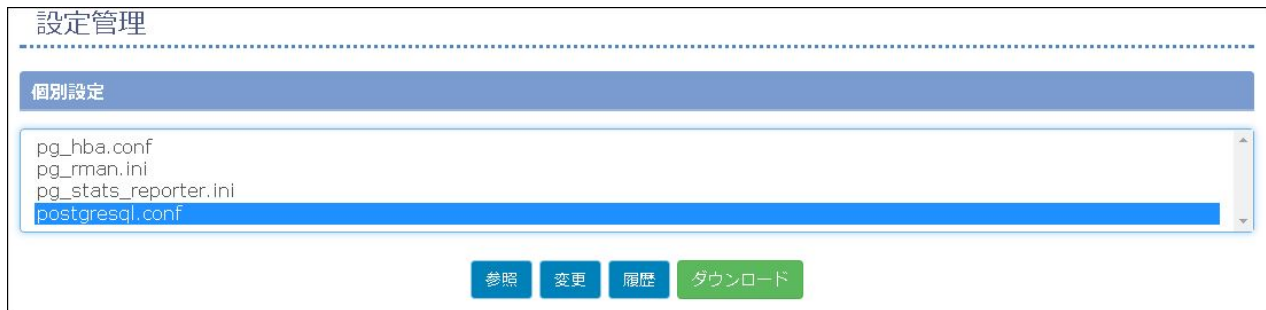 設定管理
個別設定
pg_hba.conf
pg_rman.ini
pg_stats_reporter.ini
postgresql.conf
参照 変更 履歴 ダウンロード